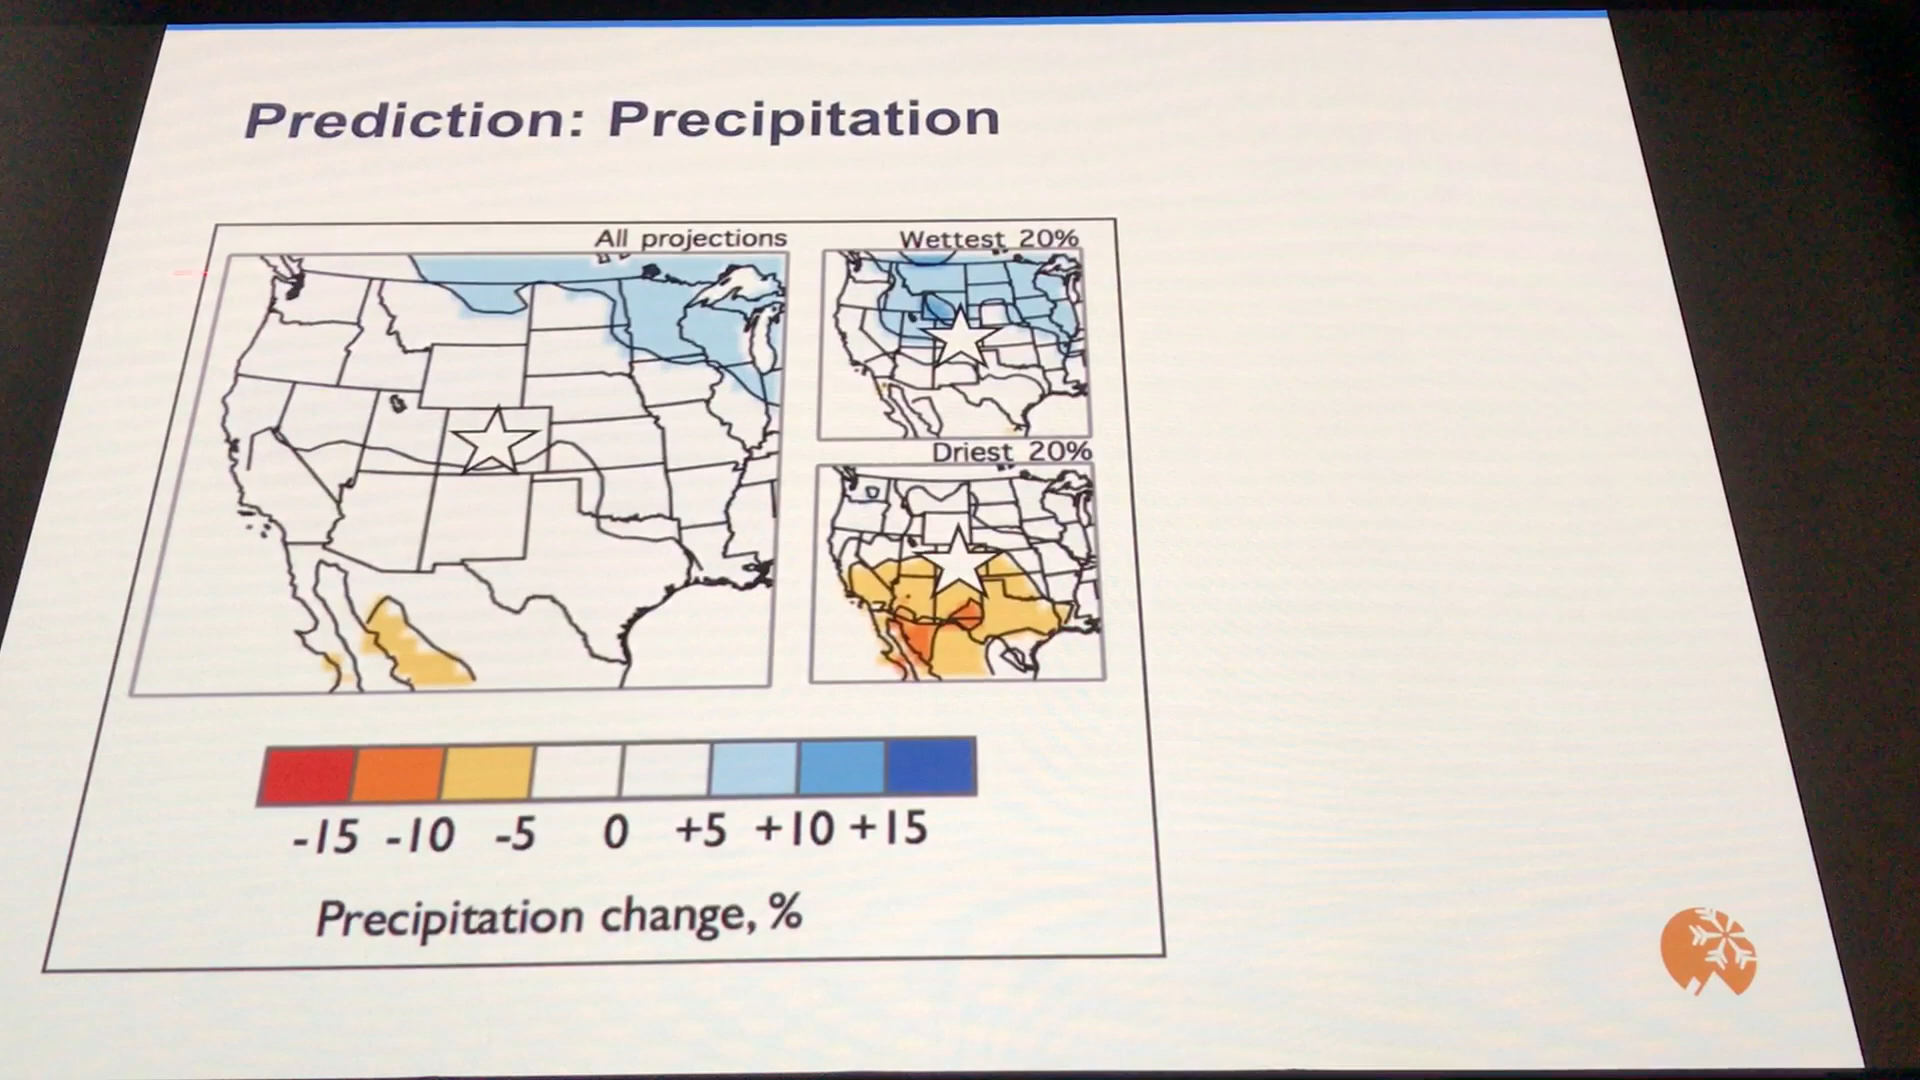 Prediction: Precipitation
All projections
Wettest 20%
Driest 20%
-15 -10 -5 0 +5 +10 +15
Precipitation change, %